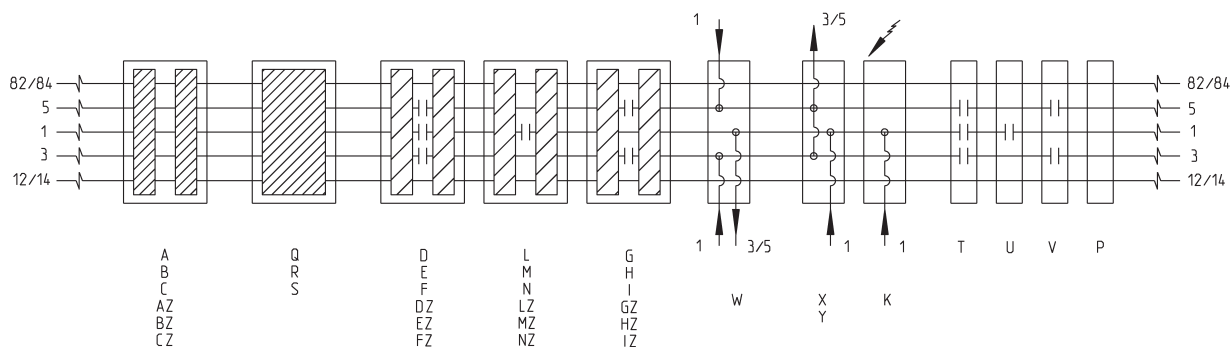 1
3/5
82/84
82/84
5
5
1
1
3
3
12/14
12/14
1
3/5
1
1
T
U
V
P
A
B
C
AZ
BZ
CZ
Q
R
S
D
E
F
DZ
EZ
FZ
L
M
N
LZ
MZ
NZ
G
H
I
GZ
HZ
IZ
W
X
Y
K